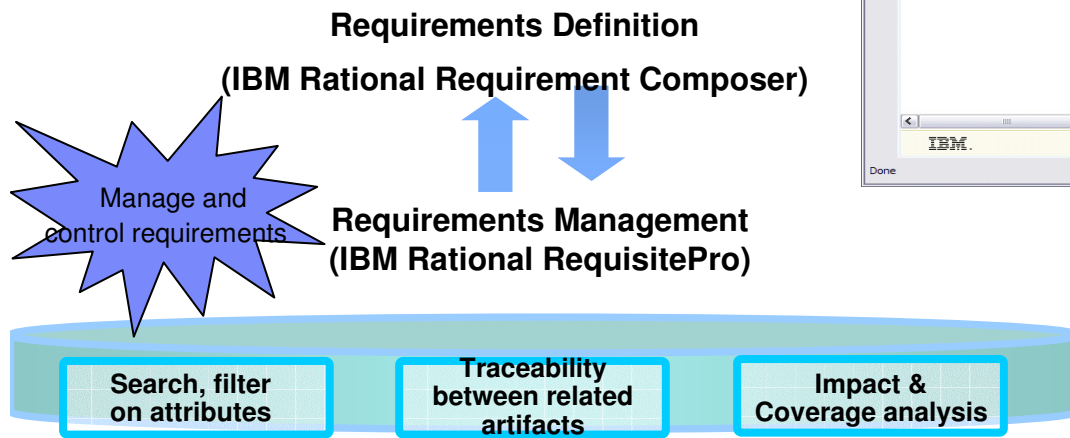 Requirements Definition
(IBM Rational Requirement Composer)
IBM.
Done
Manage and
control requirements
Requirements Management
(IBM Rational RequisitePro)
Search, filter
on attributes
Traceability
between related
artifacts
Impact &
Coverage analysis